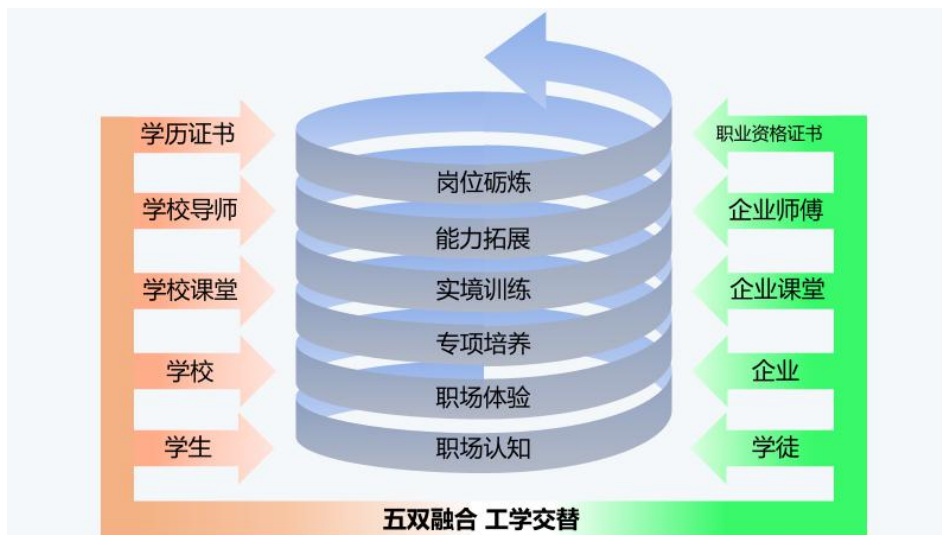 学历证书
职业资格证书
岗位砺炼
学校导师
企业师傅
能力拓展
学校课堂
实境训练
企业课堂
专项培养
学校
企业
职场体验
学生
职场认知
学徒
五双融合 工学交替